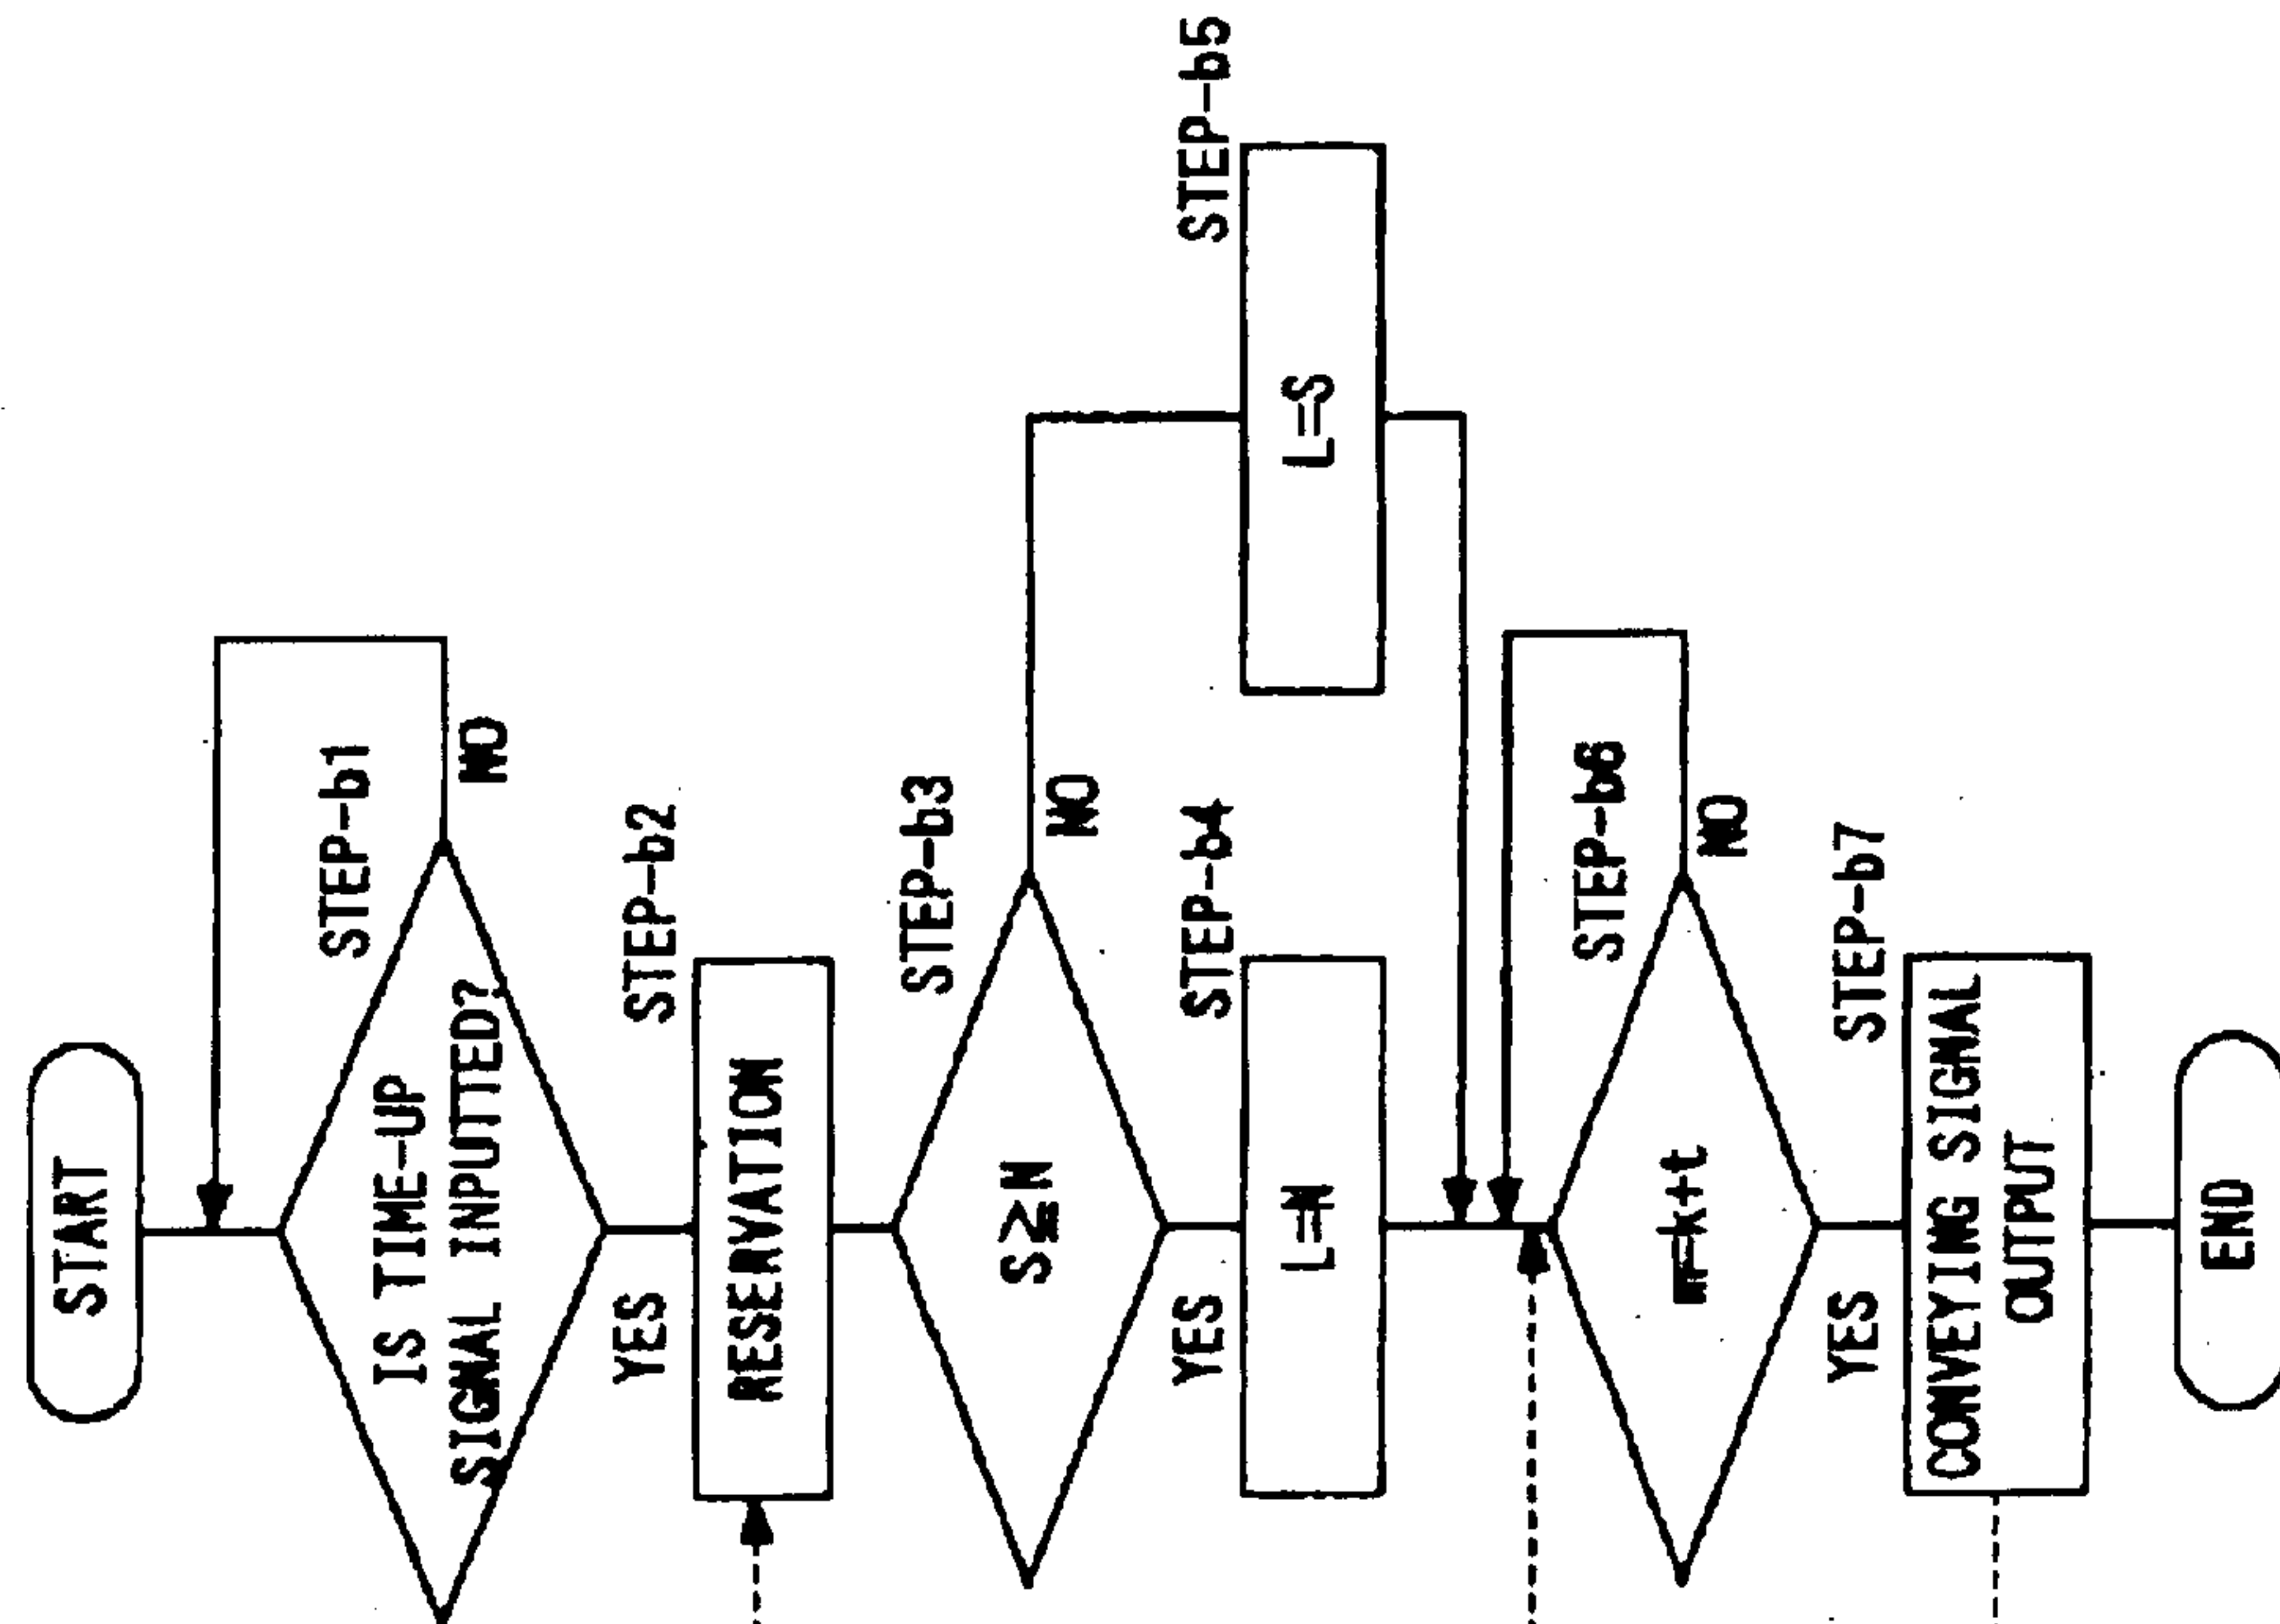 START
STEP-b1
IS TIME-UP
SIGNAL INPUTTED?
NO
YES
STEP-b2
RESERVATION
STEP-b3
S≧N
NO
YES
STEP-b4
L=N
STEP-b5
L=S
STEP-b6
NO
YES
STEP-b7
CONVEYING SIGNAL
OUTPUT
END